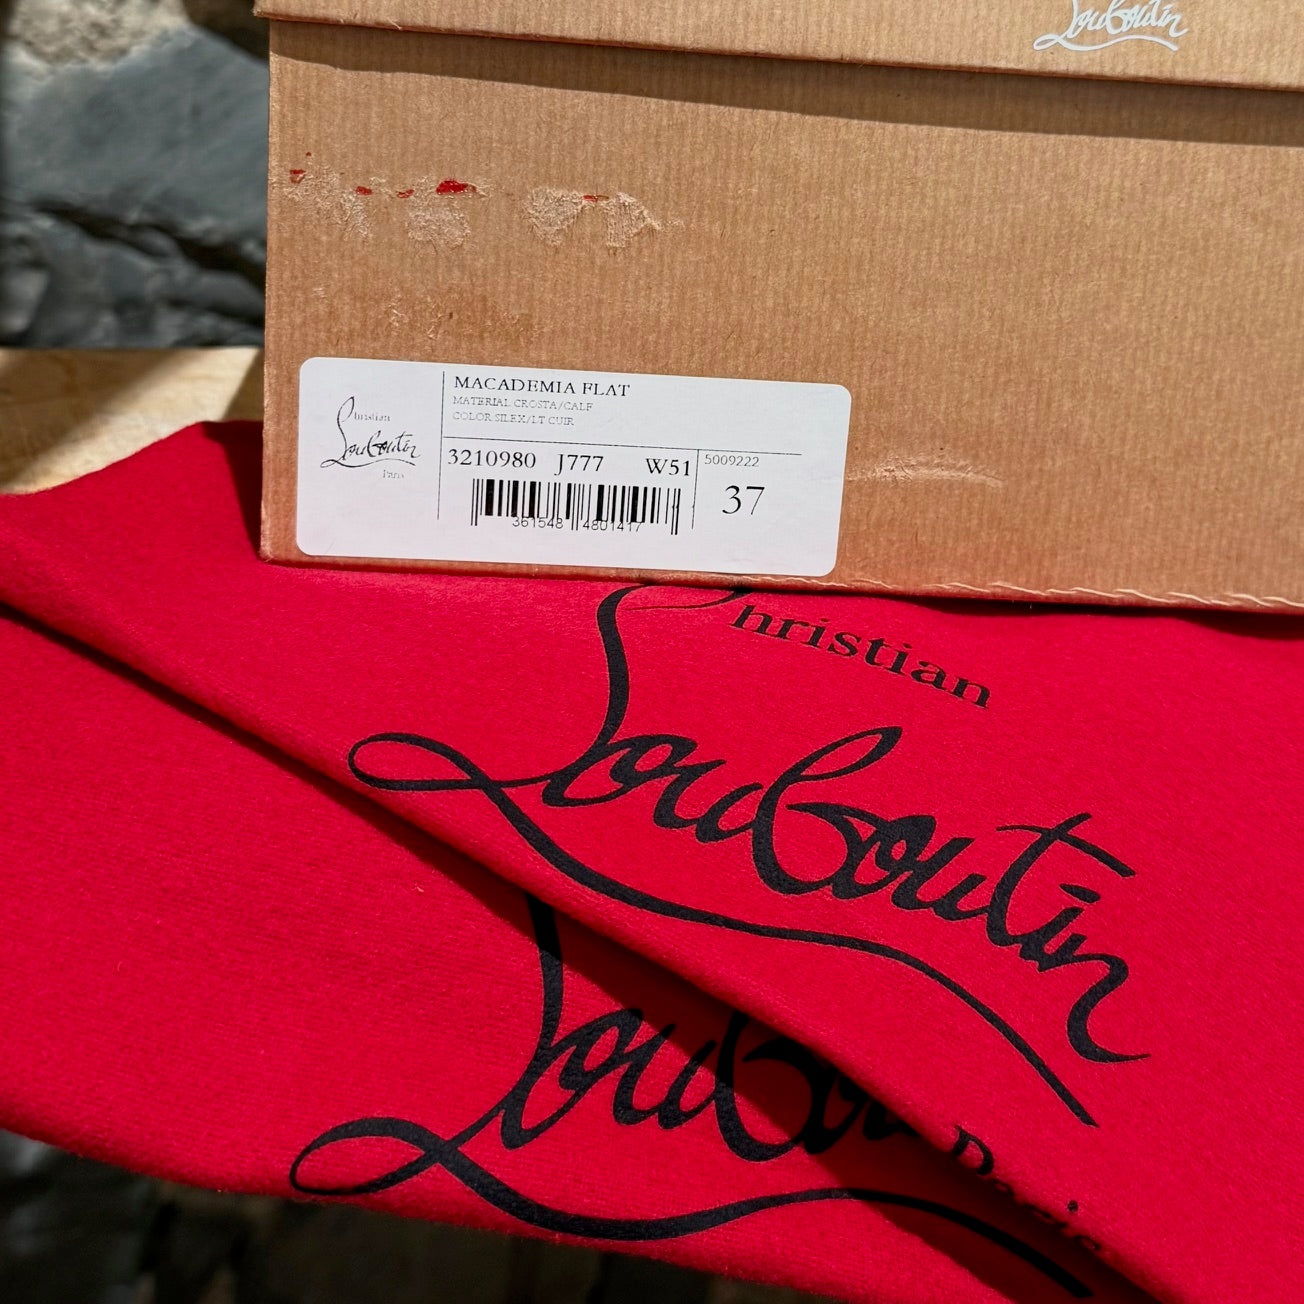 Louboutin
Christian
Louboutin
Paris
MACADEMIA FLAT
MATERIAL CROSTA/CALF
COLOR SILEX/LT CUIR
3210980 J777 W51
5009222
37
361548 4801417
Christian
Louboutin
Paris
Louboutin